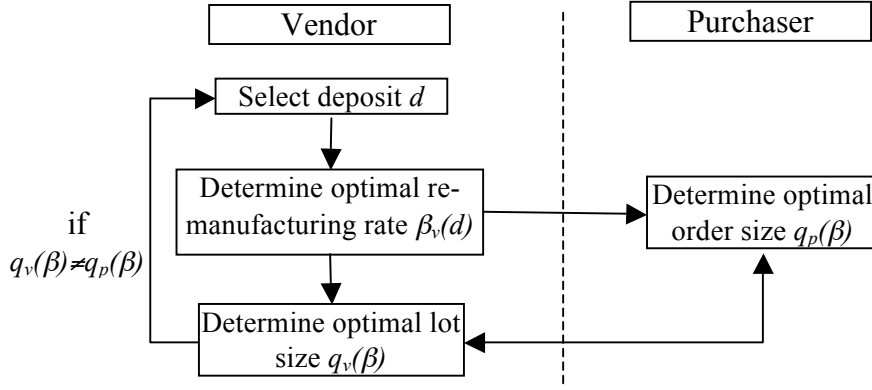 Vendor
Purchaser
Select deposit d
Determine optimal re-
manufacturing rate βv(d)
Determine optimal
order size qp(β)
if
qv(β)≠qp(β)
Determine optimal lot
size qv(β)